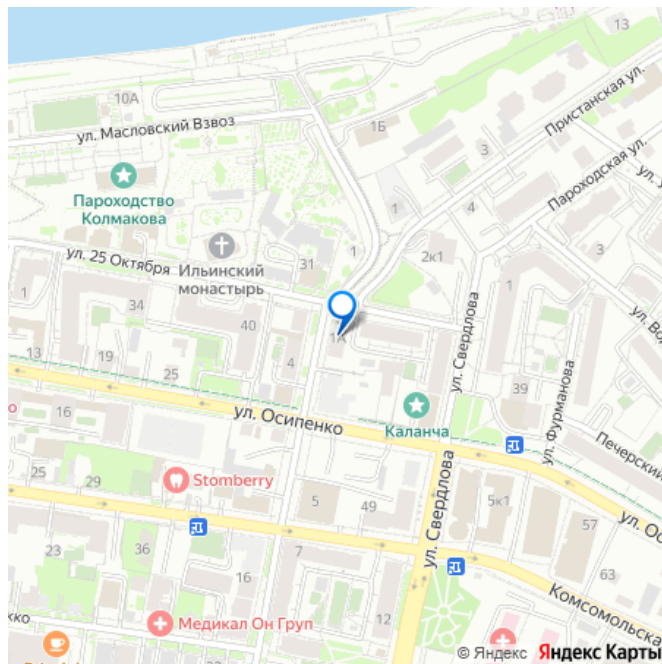 10А
ул. Масловский Взвоз
1Б
Пристанская ул.
3
Пароходская ул.
Пароходство
Колмакова
1
4
ул. 25 Октября
Ильинский
монастырь
31
1
2к1
3
1
34
40
1А
4
1
ул. Свердлова
13
19
25
39
ул. Фурманова
ул. Осипенко
Каланча
Печерский
16
25
29
Stomberry
5
49
5к1
57
ул. Свердлова
23
36
16
7
63
Комсомольска
Медикал Он Груп
© Яндекс
Яндекс Карты